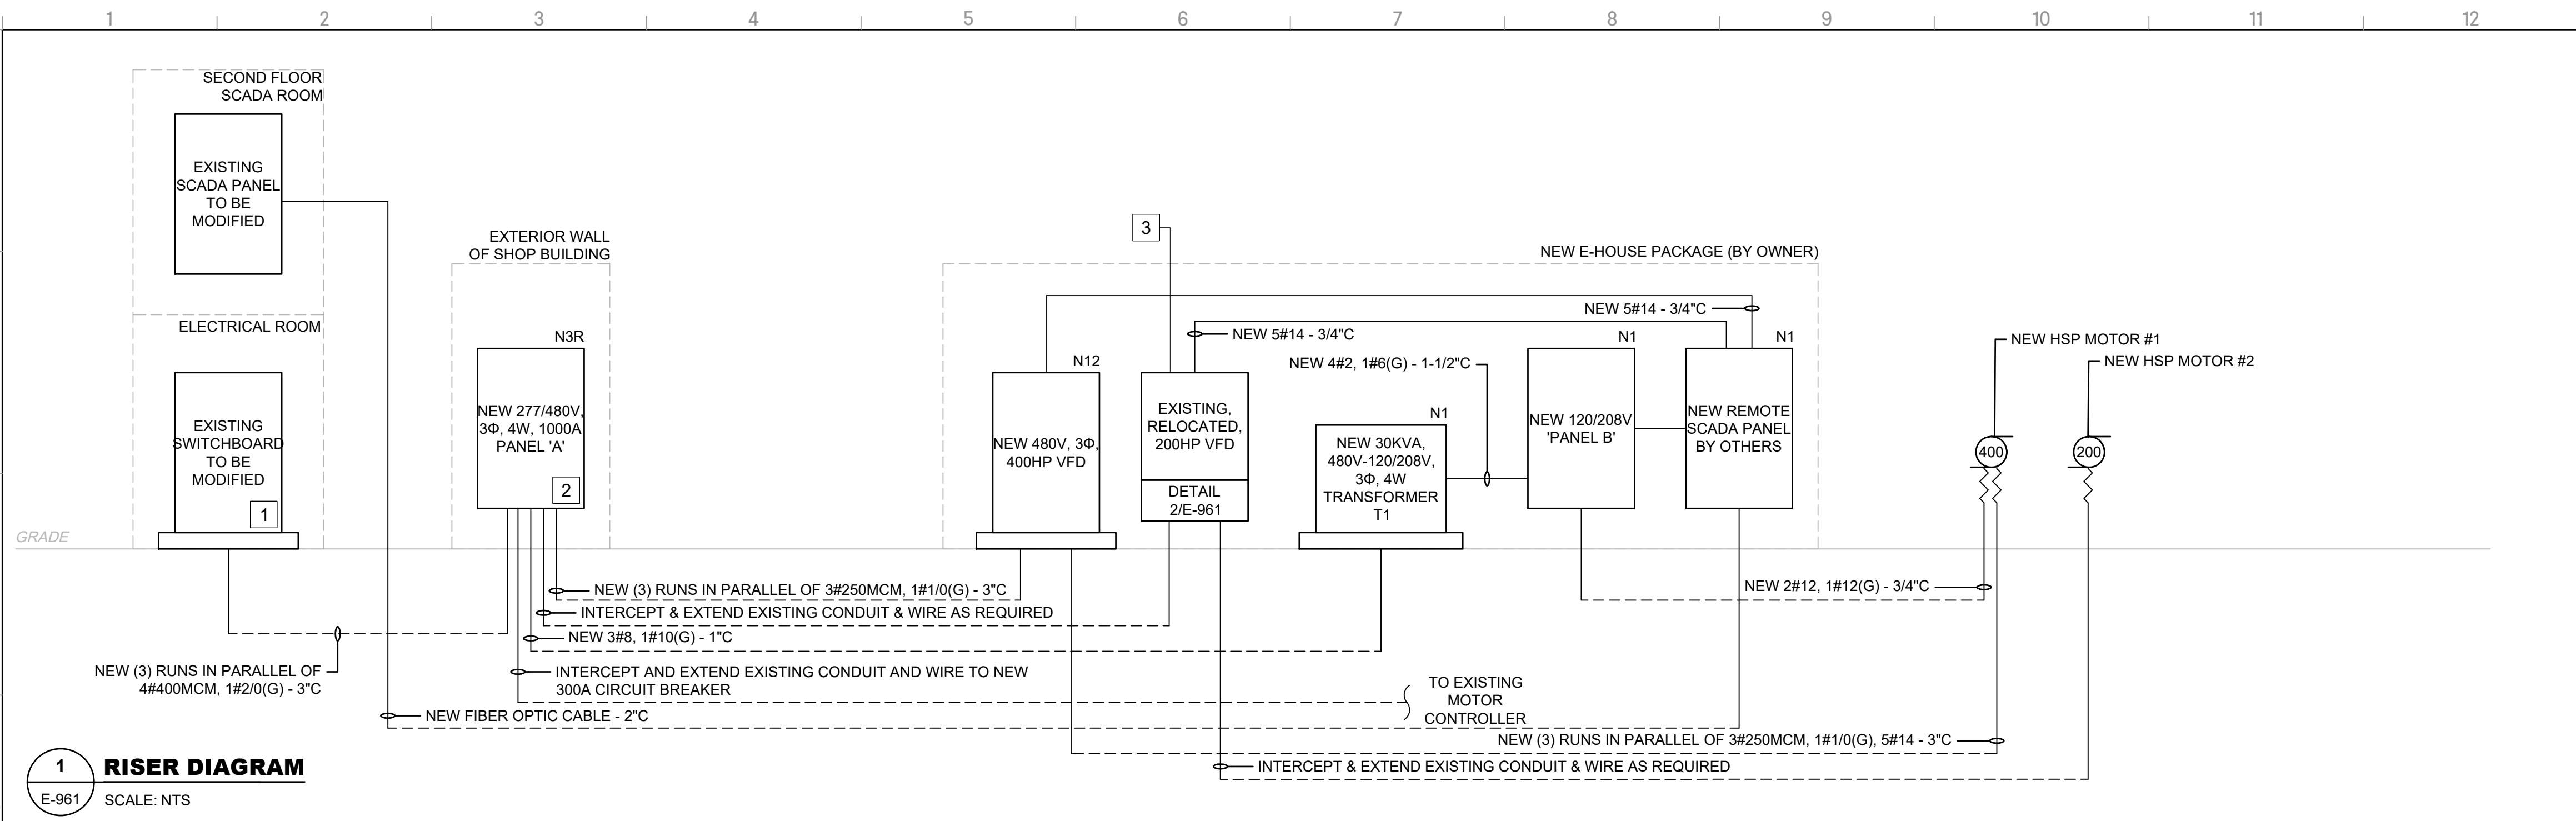 1 2 3 4 5 6 7 8 9 10 11 12
SECOND FLOOR
SCADA ROOM
EXISTING
SCADA PANEL
TO BE
MODIFIED
ELECTRICAL ROOM
EXISTING
SWITCHBOARD
TO BE
MODIFIED
1
GRADE
EXTERIOR WALL
OF SHOP BUILDING
N3R
NEW 277/480V,
3Φ, 4W, 1000A
PANEL 'A'
2
3
NEW E-HOUSE PACKAGE (BY OWNER)
NEW 5#14 - 3/4"C
NEW 5#14 - 3/4"C
NEW 4#2, 1#6(G) - 1-1/2"C
N12
NEW 480V, 3Φ,
400HP VFD
EXISTING,
RELOCATED,
200HP VFD
DETAIL
2/E-961
N1
NEW 30KVA,
480V-120/208V,
3Φ, 4W
TRANSFORMER
T1
N1
NEW 120/208V
'PANEL B'
N1
NEW REMOTE
SCADA PANEL
BY OTHERS
NEW HSP MOTOR #1
NEW HSP MOTOR #2
400
200
NEW (3) RUNS IN PARALLEL OF 3#250MCM, 1#1/0(G) - 3"C
INTERCEPT & EXTEND EXISTING CONDUIT & WIRE AS REQUIRED
NEW 3#8, 1#10(G) - 1"C
NEW 2#12, 1#12(G) - 3/4"C
NEW (3) RUNS IN PARALLEL OF
4#400MCM, 1#2/0(G) - 3"C
INTERCEPT AND EXTEND EXISTING CONDUIT AND WIRE TO NEW
300A CIRCUIT BREAKER
TO EXISTING
MOTOR
CONTROLLER
NEW FIBER OPTIC CABLE - 2"C
NEW (3) RUNS IN PARALLEL OF 3#250MCM, 1#1/0(G), 5#14 - 3"C
INTERCEPT & EXTEND EXISTING CONDUIT & WIRE AS REQUIRED
1
E-961
RISER DIAGRAM
SCALE: NTS